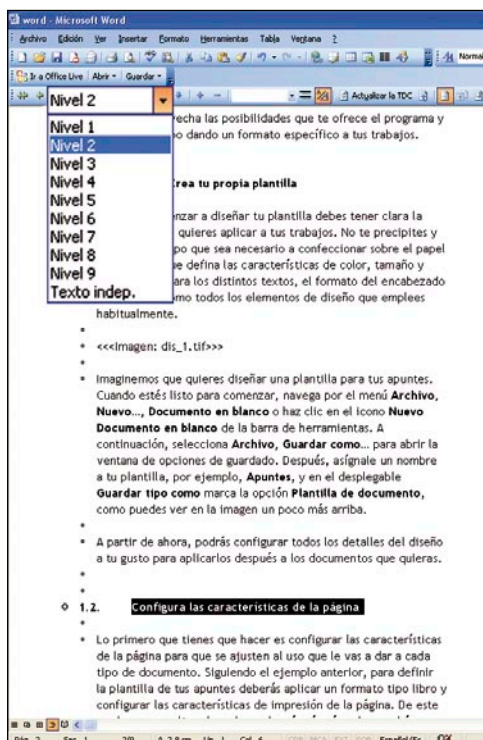 word - Microsoft Word
Archivo Edición Ver Insertar Formato Herramientas Tabla Ventana ?
Normal
Ir a Office Live Abrir Guardar
Nivel 2
Actualizar la TDC
Nivel 1
Nivel 2
Nivel 3
Nivel 4
Nivel 5
Nivel 6
Nivel 7
Nivel 8
Nivel 9
Texto indep.
vecha las posibilidades que te ofrece el programa y
o dando un formato específico a tus trabajos.
Crea tu propia plantilla
nzar a diseñar tu plantilla debes tener clara la
quieres aplicar a tus trabajos. No te precipites y
po que sea necesario a confeccionar sobre el papel
e defina las características de color, tamaño y
ara los distintos textos, el formato del encabezado
mo todos los elementos de diseño que emplees
habitualmente.
<<<Imagen: dis_1.tif>>>
Imaginemos que quieres diseñar una plantilla para tus apuntes.
Cuando estés listo para comenzar, navega por el menú Archivo,
Nuevo..., Documento en blanco o haz clic en el icono Nuevo
Documento en blanco de la barra de herramientas. A
continuación, selecciona Archivo, Guardar como... para abrir la
ventana de opciones de guardado. Después, asígnale un nombre
a tu plantilla, por ejemplo, Apuntes, y en el desplegable
Guardar tipo como marca la opción Plantilla de documento,
como puedes ver en la imagen un poco más arriba.
A partir de ahora, podrás configurar todos los detalles del diseño
a tu gusto para aplicarlos después a los documentos que quieras.
1.2. Configura las características de la página
Lo primero que tienes que hacer es configurar las características
de la página para que se ajusten al uso que le vas a dar a cada
tipo de documento. Siguiendo el ejemplo anterior, para definir
la plantilla de tus apuntes deberás aplicar un formato tipo libro y
configurar las características de impresión de la página. De este